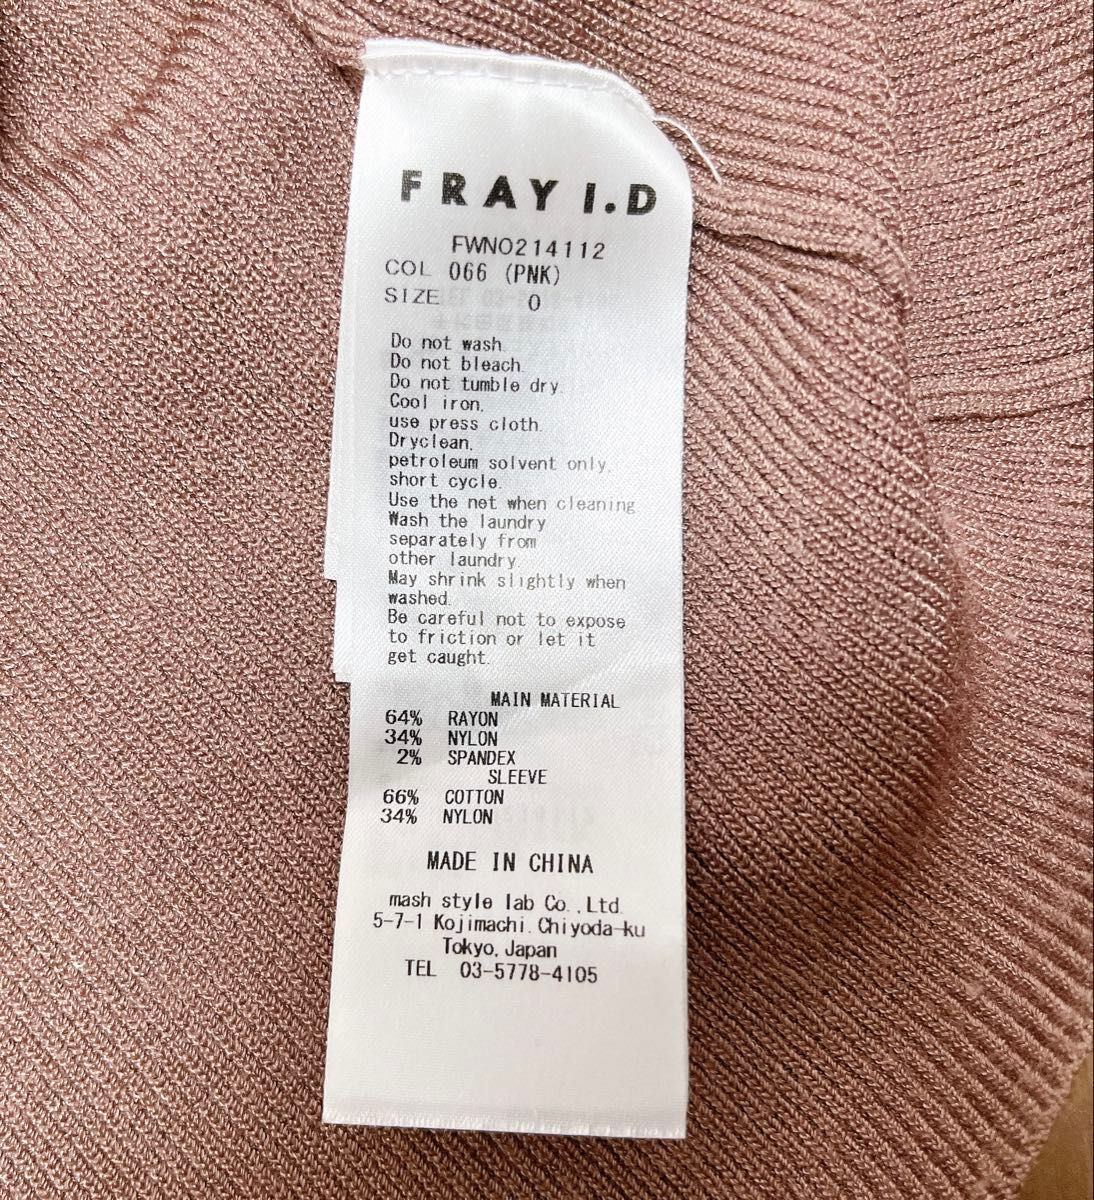 FRAY I.D
FWNO214112
COL 066 (PNK)
SIZE 0
Do not wash.
Do not bleach.
Do not tumble dry.
Cool iron,
use press cloth.
Dryclean,
petroleum solvent only,
short cycle.
Use the net when cleaning
Wash the laundry
separately from
other laundry.
May shrink slightly when
washed.
Be careful not to expose
to friction or let it
get caught.
MAIN MATERIAL
64% RAYON
34% NYLON
2% SPANDEX
SLEEVE
66% COTTON
34% NYLON
MADE IN CHINA
mash style lab Co.,Ltd.
5-7-1 Kojimachi, Chiyoda-ku
Tokyo, Japan
TEL 03-5778-4105